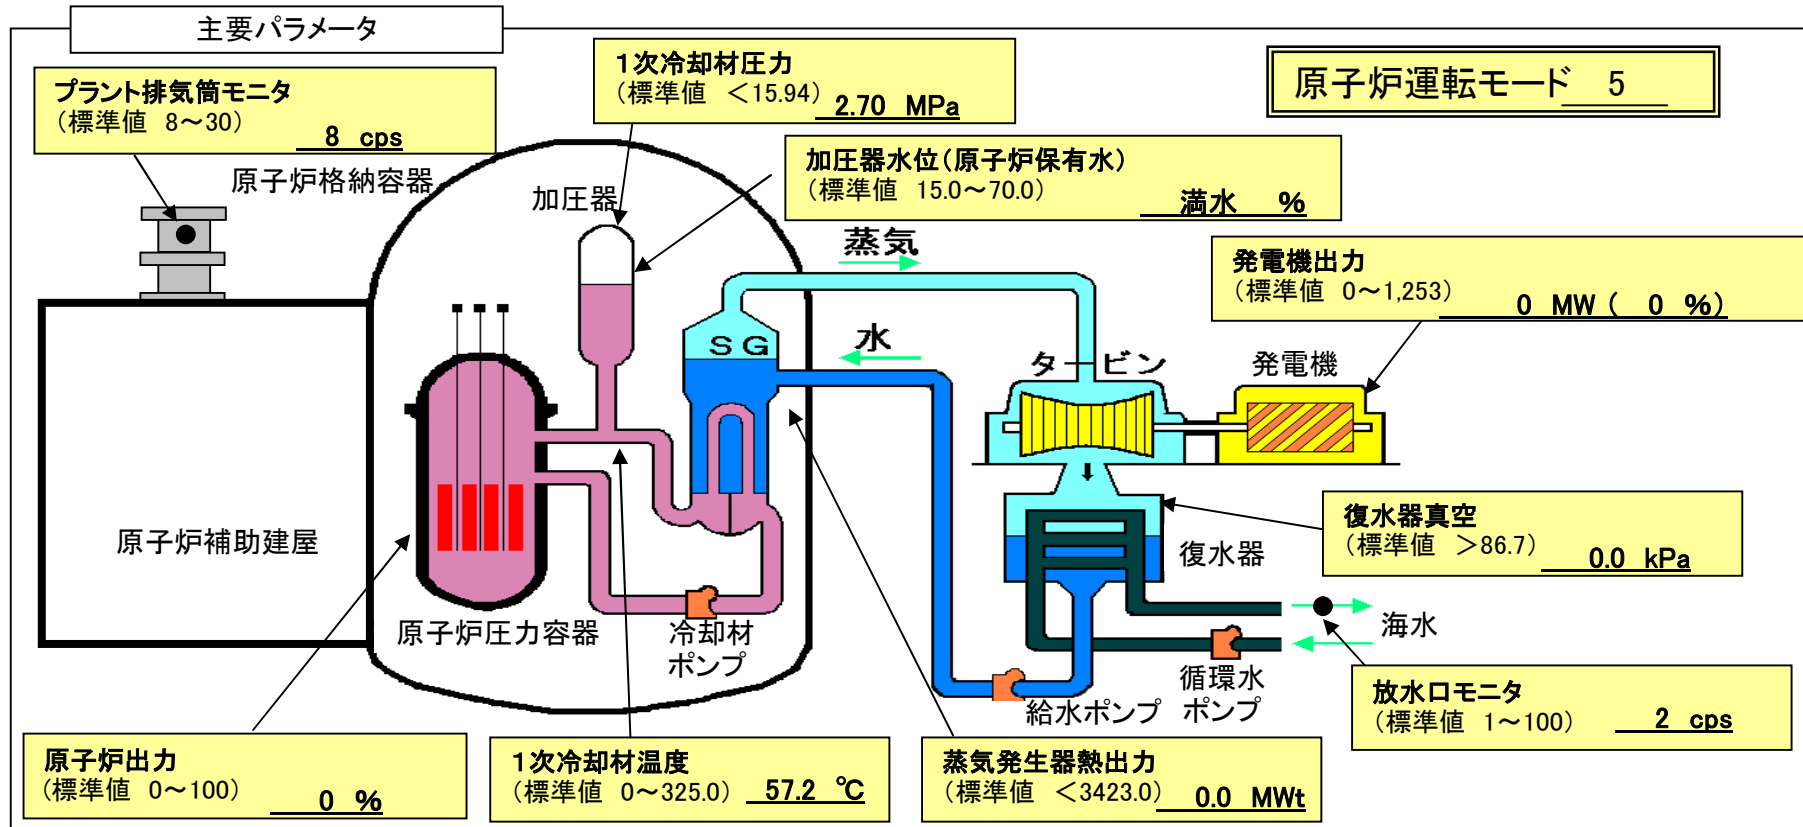 主要パラメータ
プラント排気筒モニタ
(標準値 8～30)
8 cps
1次冷却材圧力
(標準値 ＜15.94)
2.70 MPa
原子炉運転モード 5
加圧器水位(原子炉保有水)
(標準値 15.0～70.0)
満水 %
原子炉格納容器
加圧器
蒸気
発電機出力
(標準値 0～1,253)
0 MW ( 0 %)
水
SG
タービン
発電機
原子炉補助建屋
復水器真空
(標準値 ＞86.7)
0.0 kPa
復水器
海水
原子炉圧力容器
冷却材
ポンプ
循環水
ポンプ
給水ポンプ
放水口モニタ
(標準値 1～100)
2 cps
原子炉出力
(標準値 0～100)
0 %
1次冷却材温度
(標準値 0～325.0)
57.2 ℃
蒸気発生器熱出力
(標準値 ＜3423.0)
0.0 MWt